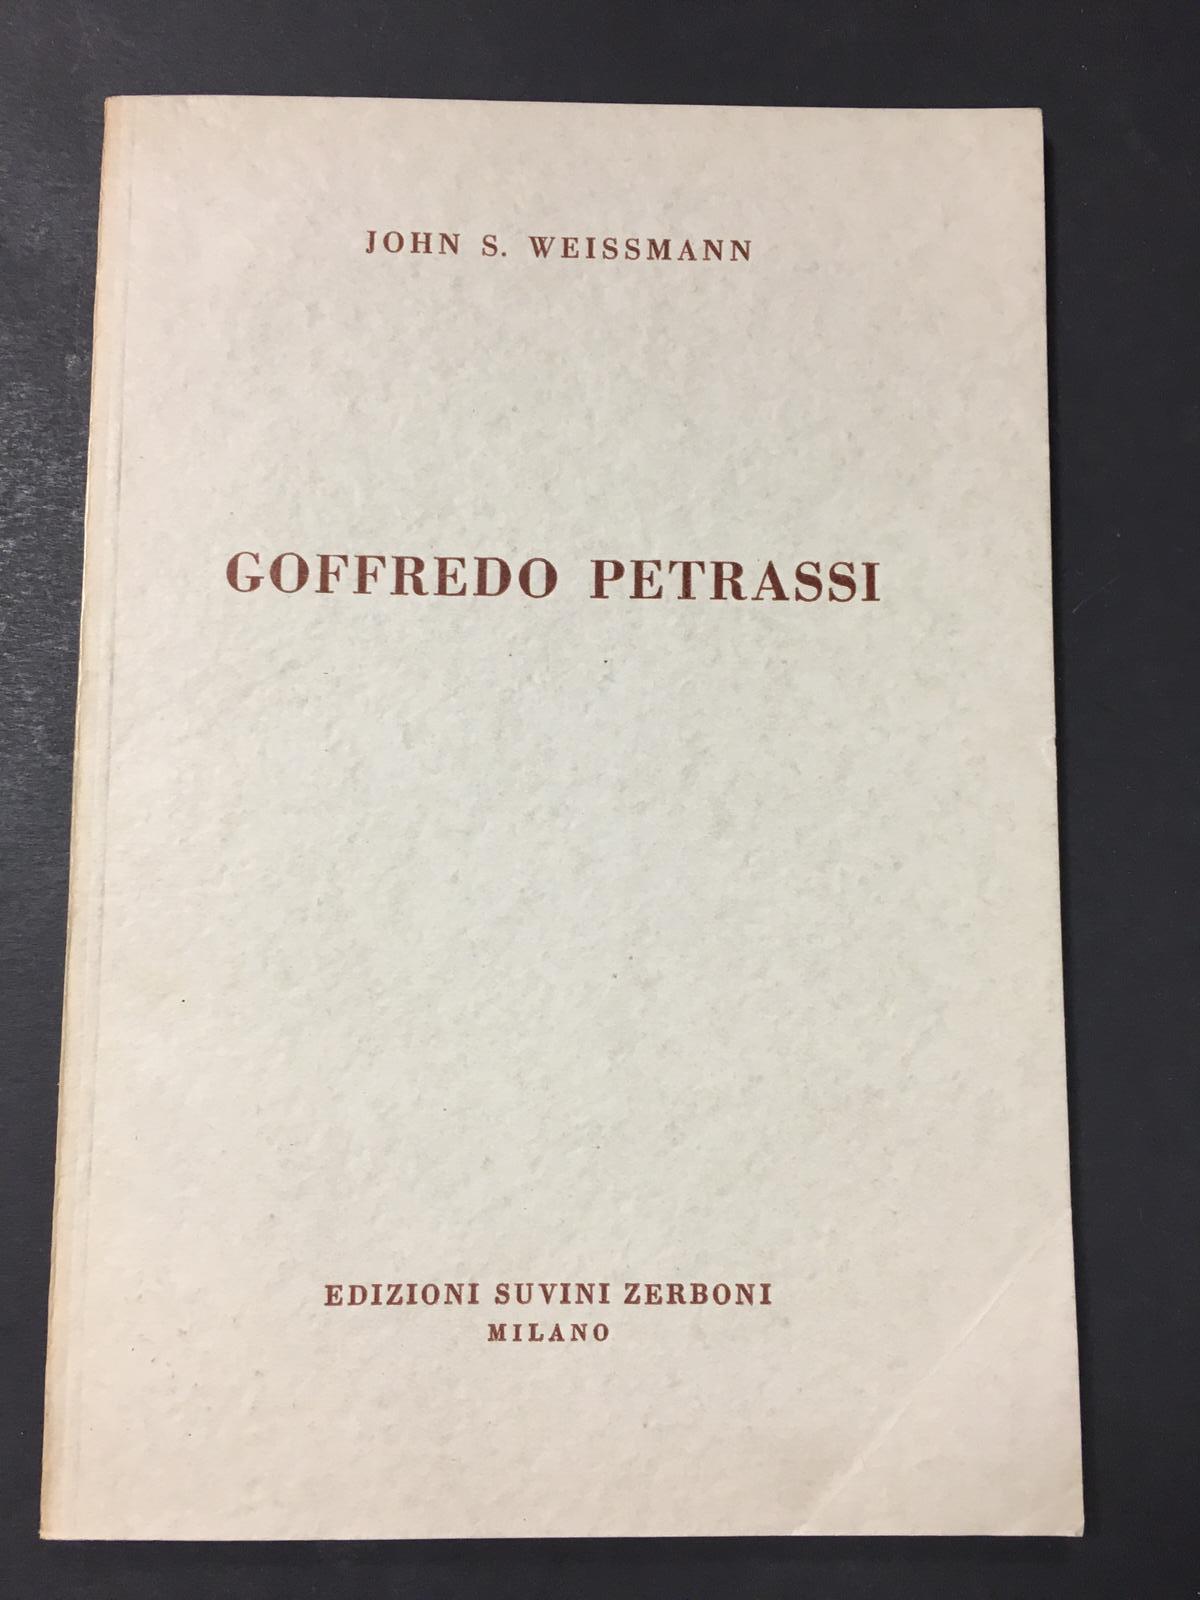 JOHN S. WEISSMANN
GOFFREDO PETRASSI
EDIZIONI SUVINI ZERBONI
MILANO